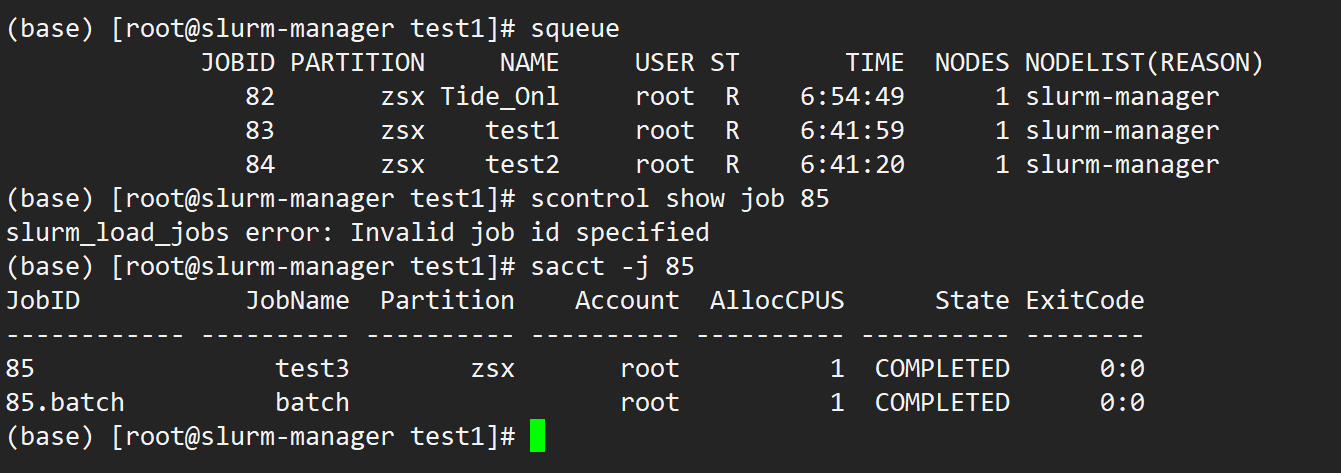 (base) [root@slurm-manager test1]# squeue
             JOBID PARTITION     NAME     USER ST       TIME  NODES NODELIST(REASON)
                82       zsx Tide_Onl     root  R    6:54:49      1 slurm-manager
                83       zsx    test1     root  R    6:41:59      1 slurm-manager
                84       zsx    test2     root  R    6:41:20      1 slurm-manager
(base) [root@slurm-manager test1]# scontrol show job 85
slurm_load_jobs error: Invalid job id specified
(base) [root@slurm-manager test1]# sacct -j 85
JobID           JobName  Partition    Account  AllocCPUS      State ExitCode
------------ ---------- ---------- ---------- ---------- ---------- --------
85                test3        zsx       root          1  COMPLETED      0:0
85.batch          batch                  root          1  COMPLETED      0:0
(base) [root@slurm-manager test1]#